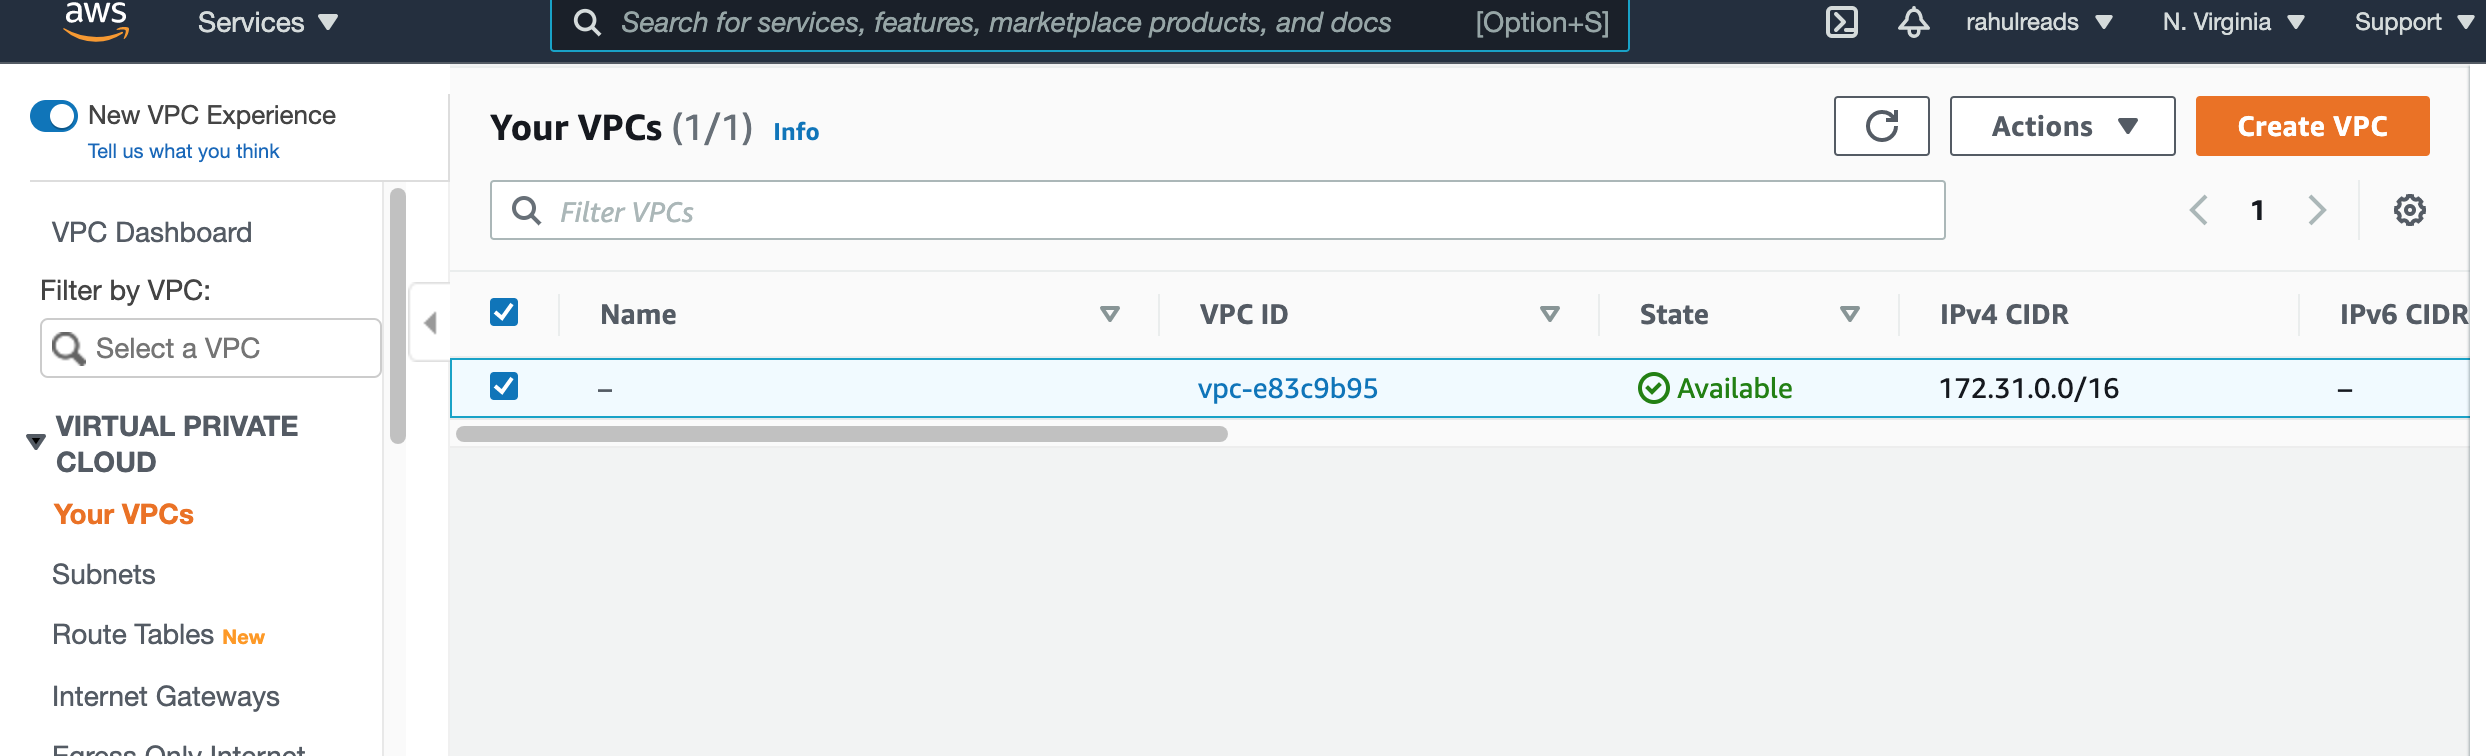 aws Services Search for services, features, marketplace products, and docs [Option+S] rahulreads N. Virginia Support
New VPC Experience
Tell us what you think
VPC Dashboard
Filter by VPC:
Select a VPC
VIRTUAL PRIVATE
CLOUD
Your VPCs
Subnets
Route Tables New
Internet Gateways
Egress Only Internet
Your VPCs (1/1) Info Actions Create VPC
Filter VPCs 1
Name VPC ID State IPv4 CIDR IPv6 CIDR
– vpc-e83c9b95 Available 172.31.0.0/16 –